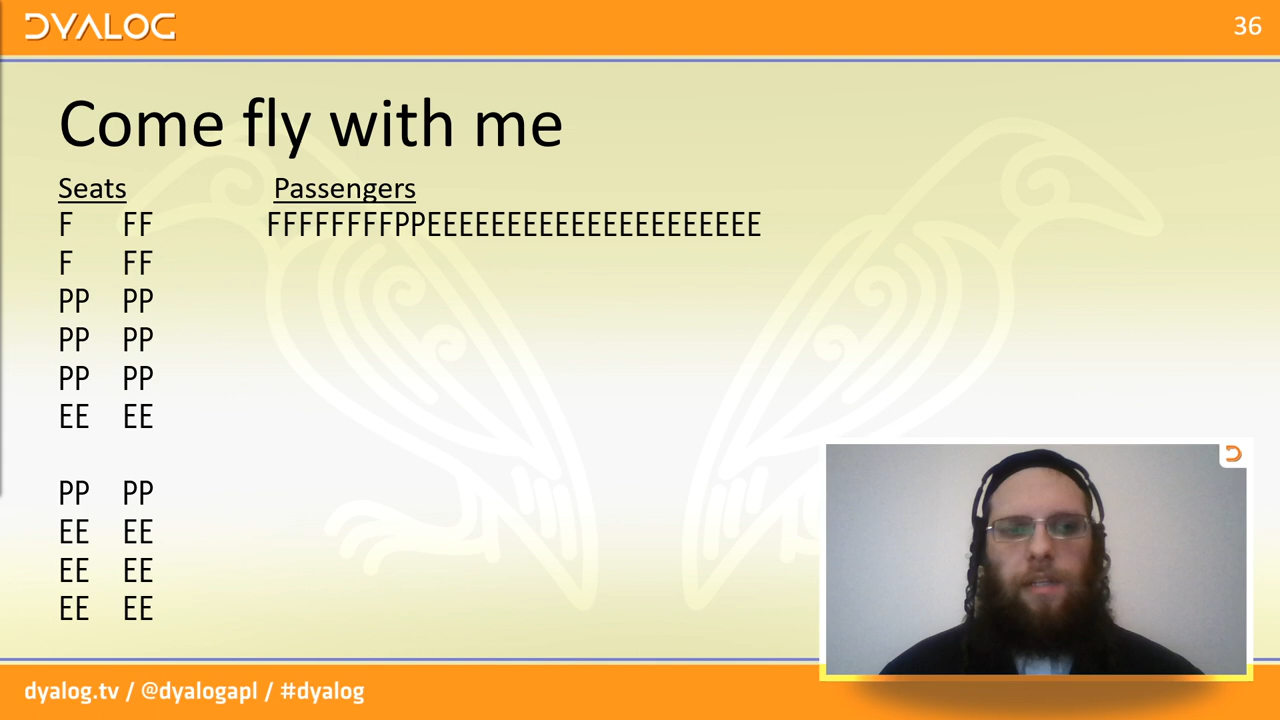 DYALOG
36
Come fly with me
Seats Passengers
F  FF FFFFFFFFPPEEEEEEEEEEEEEEEEEEEEE
F  FF
PP  PP
PP  PP
PP  PP
EE  EE
PP  PP
EE  EE
EE  EE
EE  EE
dyalog.tv / @dyalogapl / #dyalog